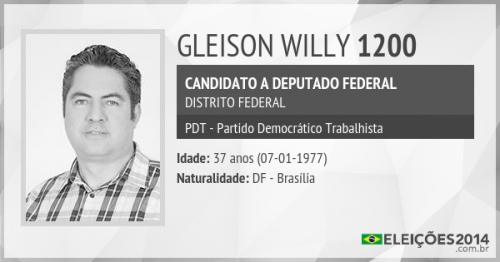 GLEISON WILLY 1200
CANDIDATO A DEPUTADO FEDERAL
DISTRITO FEDERAL
PDT - Partido Democrático Trabalhista
Idade: 37 anos (07-01-1977)
Naturalidade: DF - Brasília
ELEIÇÕES2014
.com.br